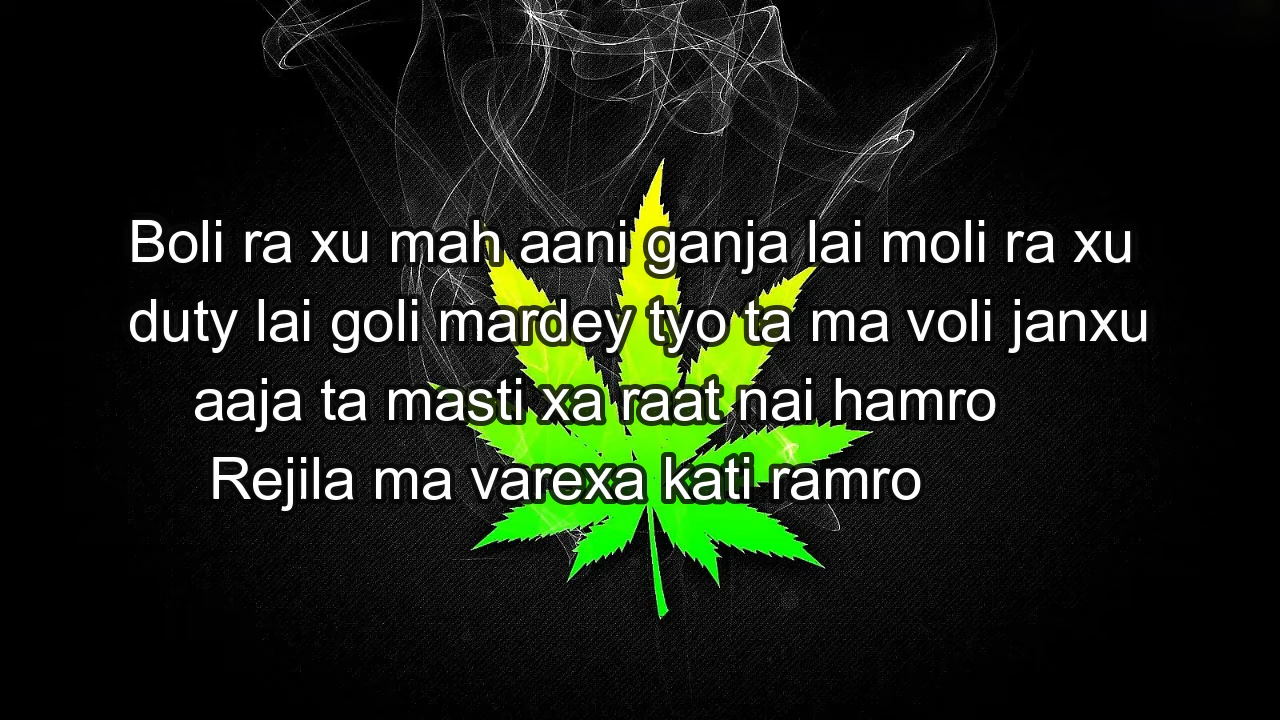 Boli ra xu mah aani ganja lai moli ra xu
duty lai goli mardey tyo ta ma voli janxu
aaja ta masti xa raat nai hamro
Rejila ma varexa kati ramro